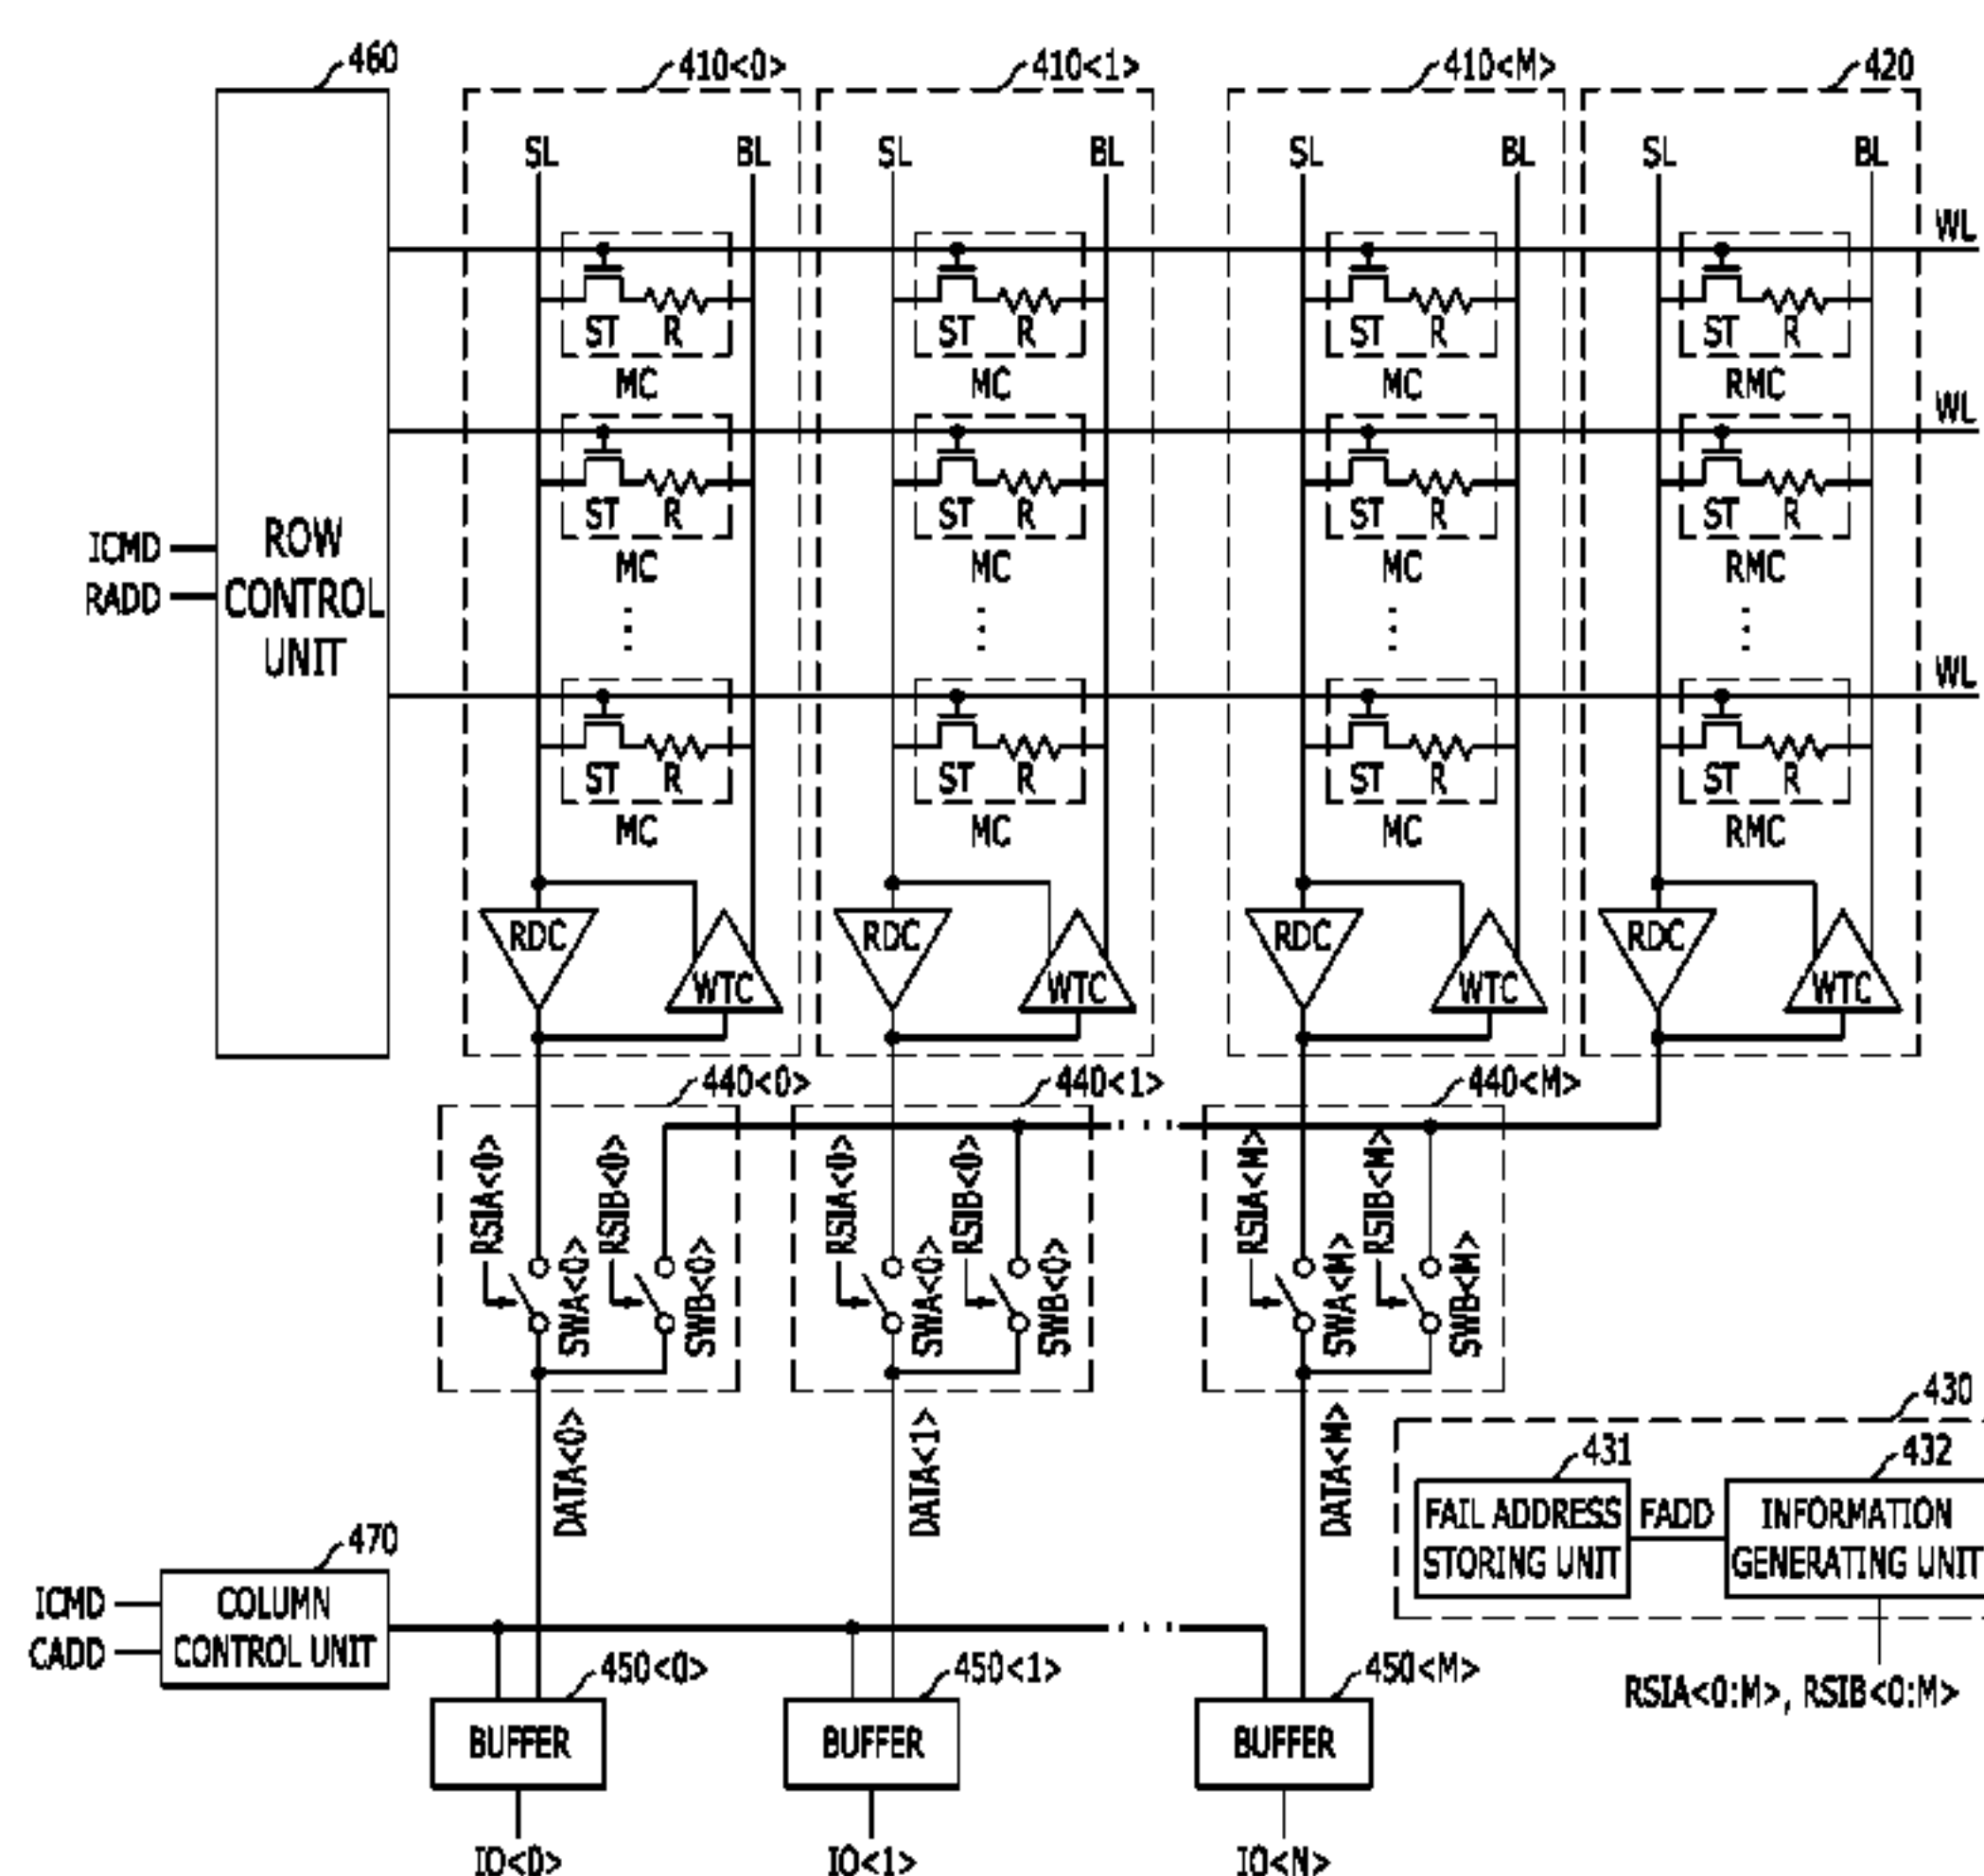 460
410<0>
410<1>
410<M>
420
SL BL SL BL SL BL SL BL
WL
ST R ST R ST R ST R
MC MC MC RMC
WL
ST R ST R ST R ST R
MC MC MC RMC
ICMD
RADD
ROW
CONTROL
UNIT
WL
ST R ST R ST R ST R
MC MC MC RMC
RDC WTC RDC WTC RDC WTC RDC WTC
440<0>
440<1>
440<M>
RSIA<0> RSIB<0> RSIA<0> RSIB<0> RSIA<M> RSIB<M>
SWA<0> SWB<0> SWA<0> SWB<0> SWA<M> SWB<M>
DATA<0> DATA<1> DATA<M>
430
431
432
FAIL ADDRESS
STORING UNIT
FADD
INFORMATION
GENERATING UNIT
RSIA<0:M>, RSIB<0:M>
470
ICMD
CADD
COLUMN
CONTROL UNIT
450<0>
450<1>
450<M>
BUFFER BUFFER BUFFER
IO<0> IO<1> IO<N>